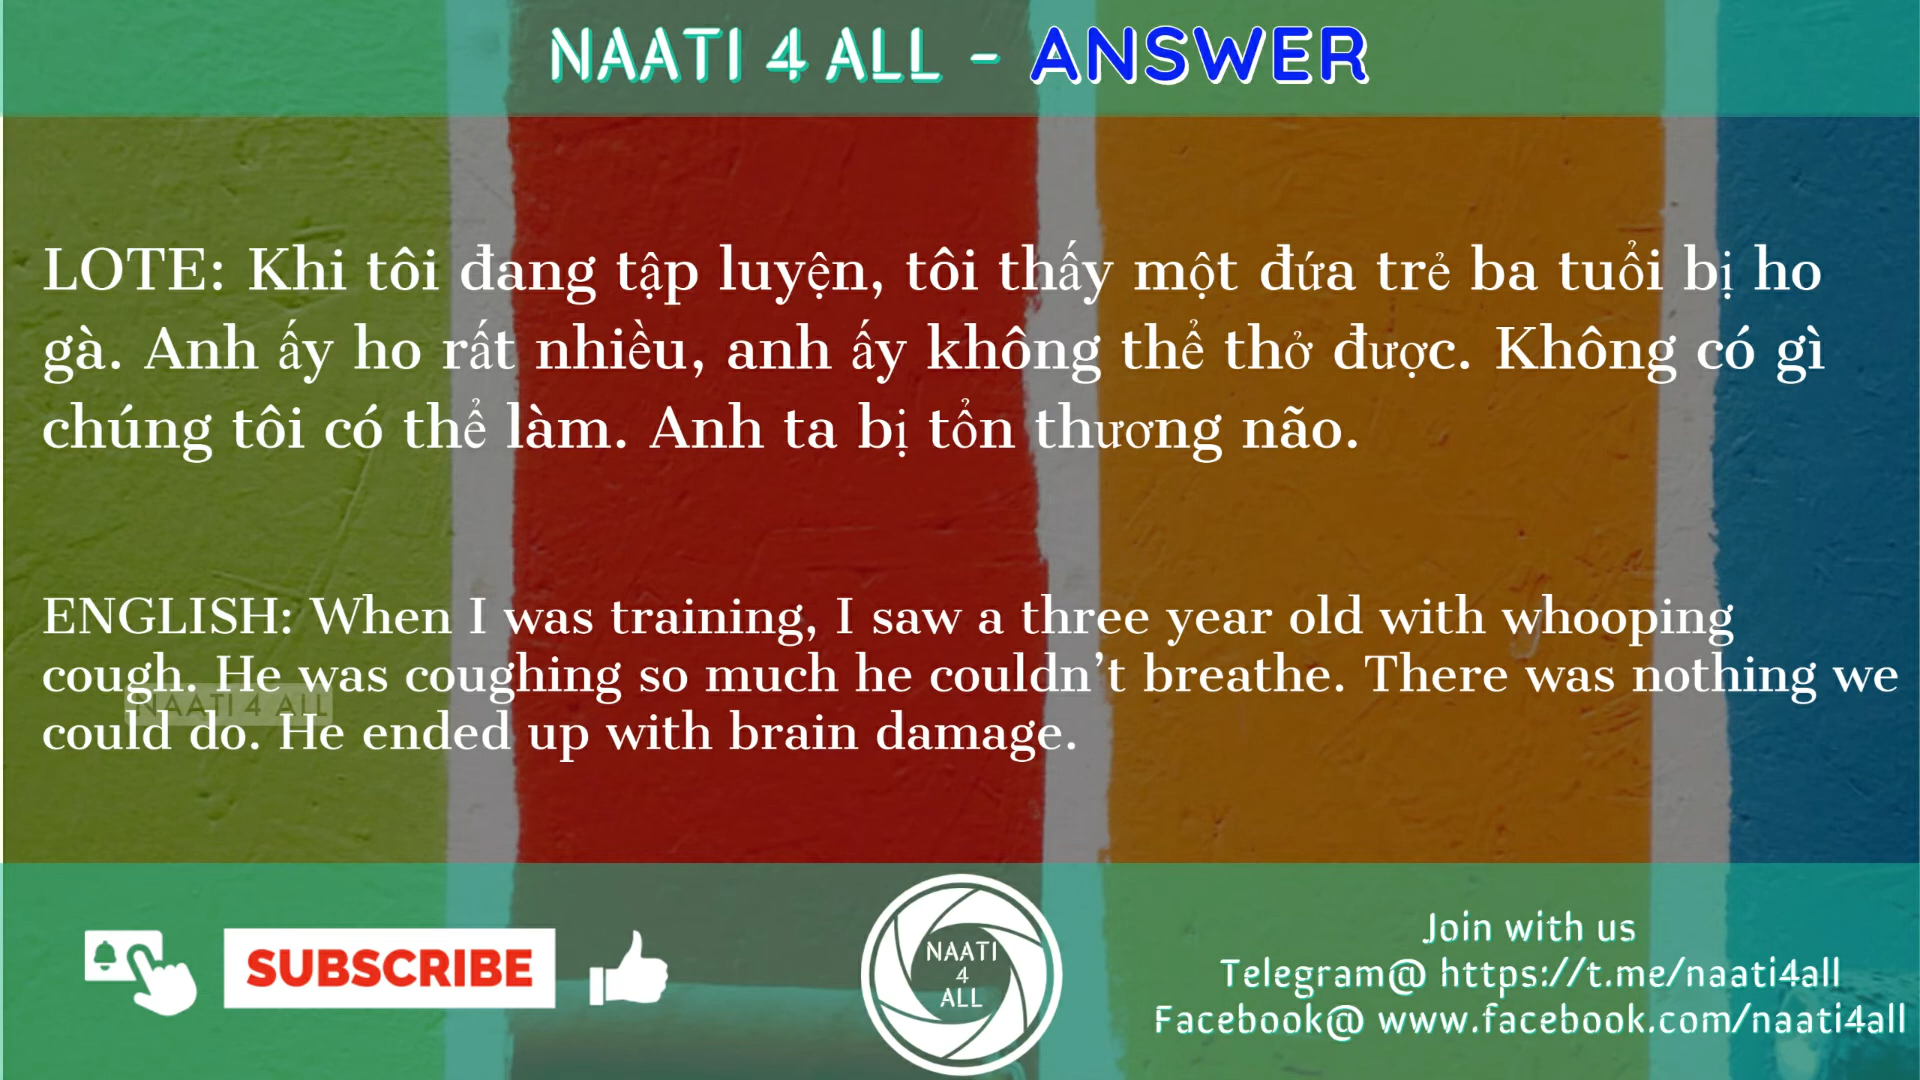 NAATI 4 ALL - ANSWER
LOTE: Khi tôi đang tập luyện, tôi thấy một đứa trẻ ba tuổi bị ho
gà. Anh ấy ho rất nhiều, anh ấy không thể thở được. Không có gì
chúng tôi có thể làm. Anh ta bị tổn thương não.
ENGLISH: When I was training, I saw a three year old with whooping
cough. He was coughing so much he couldn't breathe. There was nothing we
NAATI 4 ALL
could do. He ended up with brain damage.
SUBSCRIBE
NAATI
4
ALL
Join with us
Telegram@ https://t.me/naati4all
Facebook@ www.facebook.com/naati4all